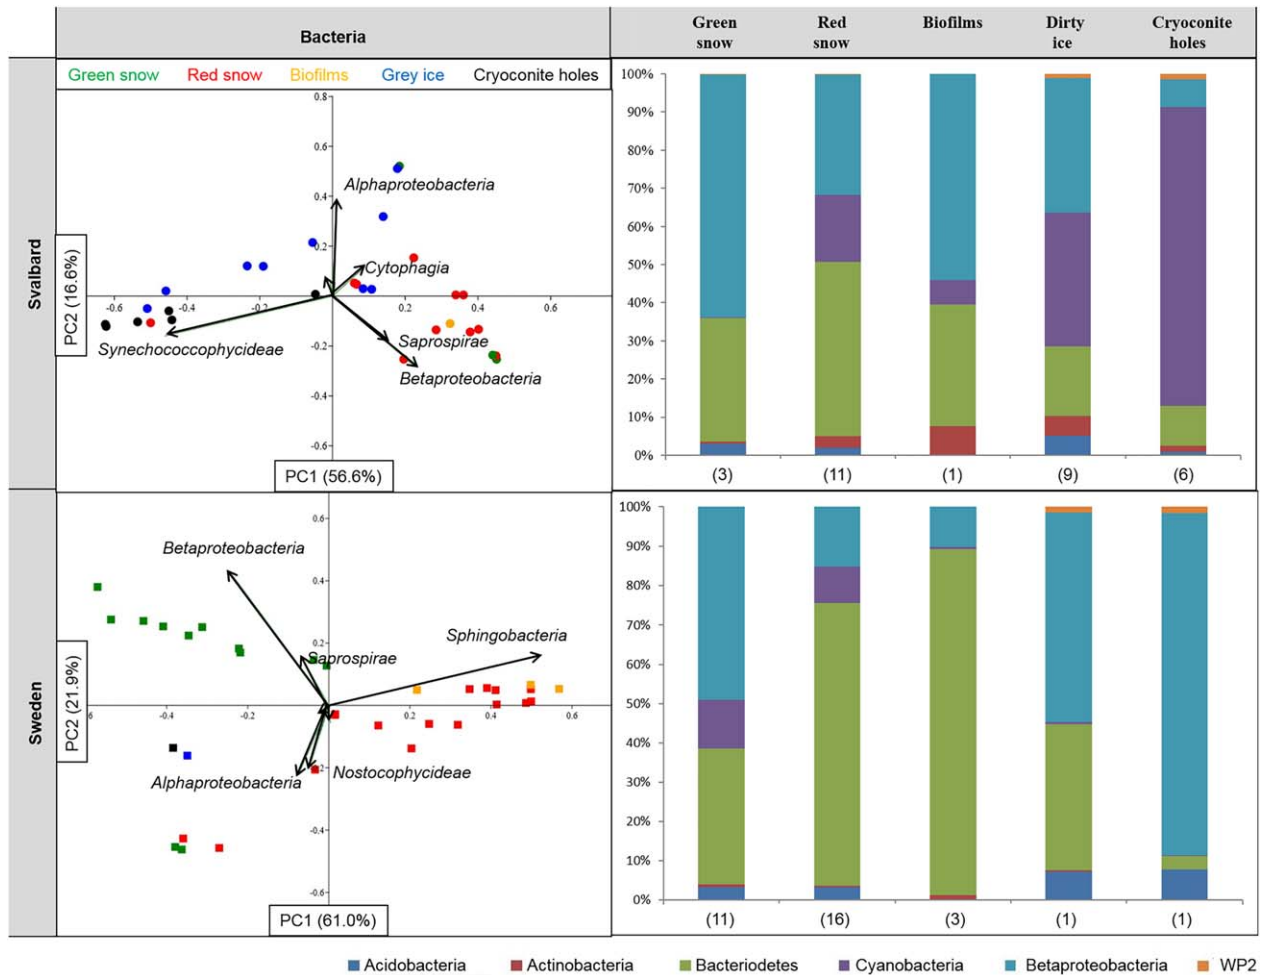 Bacteria
Green snow Red snow Biofilms Grey ice Cryoconite holes
Green snow
Red snow
Biofilms
Dirty ice
Cryoconite holes
Svalbard
PC2 (16.6%)
0.8
0.6
0.4
0.2
-0.6 -0.4 -0.2 0.2 0.4 0.6
-0.2
-0.4
-0.6
Alphaproteobacteria
Cytophagia
Synechococcophycideae
Saprospirae
Betaproteobacteria
PC1 (56.6%)
100%
90%
80%
70%
60%
50%
40%
30%
20%
10%
0%
(3) (11) (1) (9) (6)
Sweden
PC2 (21.9%)
0.6
0.4
0.2
-0.4 -0.2 0.2 0.4 0.6
-0.2
-0.4
-0.6
Betaproteobacteria
Sphingobacteria
Saprospirae
Alphaproteobacteria
Nostocophycideae
PC1 (61.0%)
100%
90%
80%
70%
60%
50%
40%
30%
20%
10%
0%
(11) (16) (3) (1) (1)
Acidobacteria Actinobacteria Bacteriodetes Cyanobacteria Betaproteobacteria WP2